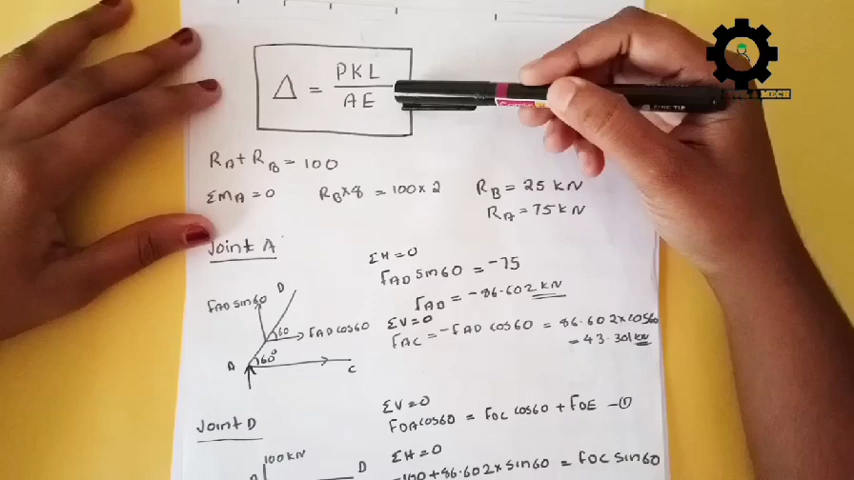 Δ = PKL / AE
RA + RB = 100
ΣMA = 0 RB×8 = 100×2 RB = 25 kN
RA = 75 kN
Joint A
ΣH = 0
FAD sin60 = -75
FAD = -86.602 kN
ΣV = 0
FAC = -FAD cos60 = 86.602×cos60
= 43.301 kN
D
FAD sin60
60
FAD cos60
A
60°
C
Joint D
ΣV = 0
FDA cos60 = FDC cos60 + FDE -①
ΣH = 0
-100 + 86.602×sin60 = FDC sin60
100 kN
D
MECH
FINE TIP